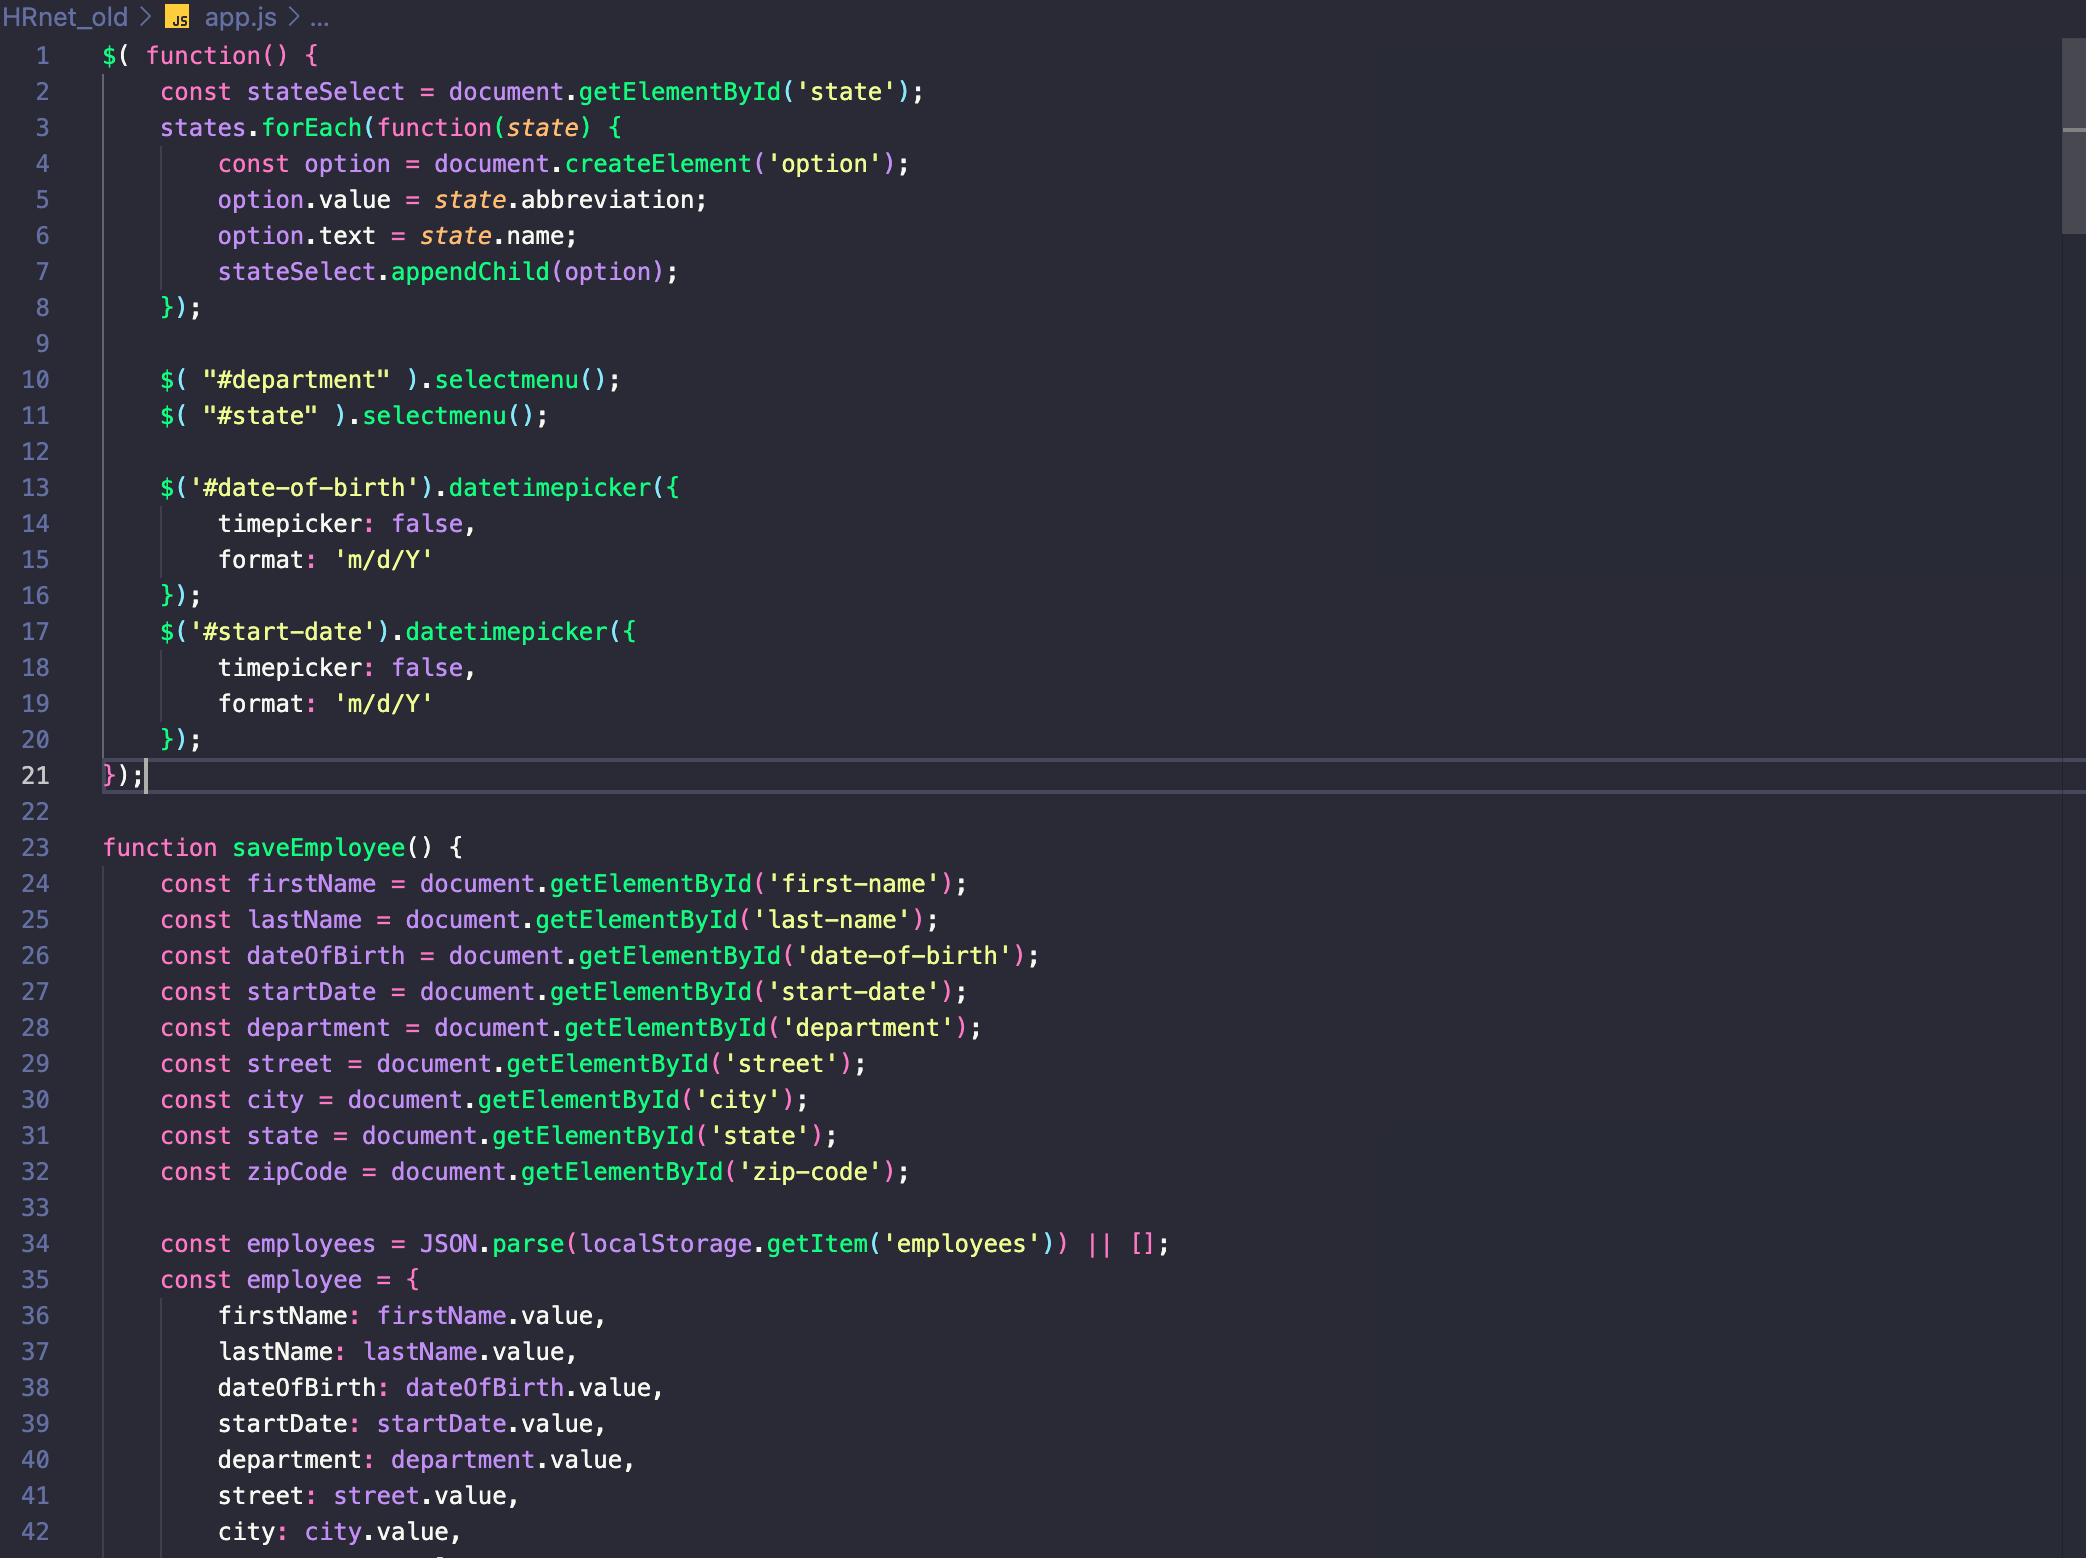 HRnet_old > JS app.js > ...
1 $( function() {
2     const stateSelect = document.getElementById('state');
3     states.forEach(function(state) {
4         const option = document.createElement('option');
5         option.value = state.abbreviation;
6         option.text = state.name;
7         stateSelect.appendChild(option);
8     });
9
10     $( "#department" ).selectmenu();
11     $( "#state" ).selectmenu();
12
13     $('#date-of-birth').datetimepicker({
14         timepicker: false,
15         format: 'm/d/Y'
16     });
17     $('#start-date').datetimepicker({
18         timepicker: false,
19         format: 'm/d/Y'
20     });
21 });
22
23 function saveEmployee() {
24     const firstName = document.getElementById('first-name');
25     const lastName = document.getElementById('last-name');
26     const dateOfBirth = document.getElementById('date-of-birth');
27     const startDate = document.getElementById('start-date');
28     const department = document.getElementById('department');
29     const street = document.getElementById('street');
30     const city = document.getElementById('city');
31     const state = document.getElementById('state');
32     const zipCode = document.getElementById('zip-code');
33
34     const employees = JSON.parse(localStorage.getItem('employees')) || [];
35     const employee = {
36         firstName: firstName.value,
37         lastName: lastName.value,
38         dateOfBirth: dateOfBirth.value,
39         startDate: startDate.value,
40         department: department.value,
41         street: street.value,
42         city: city.value,